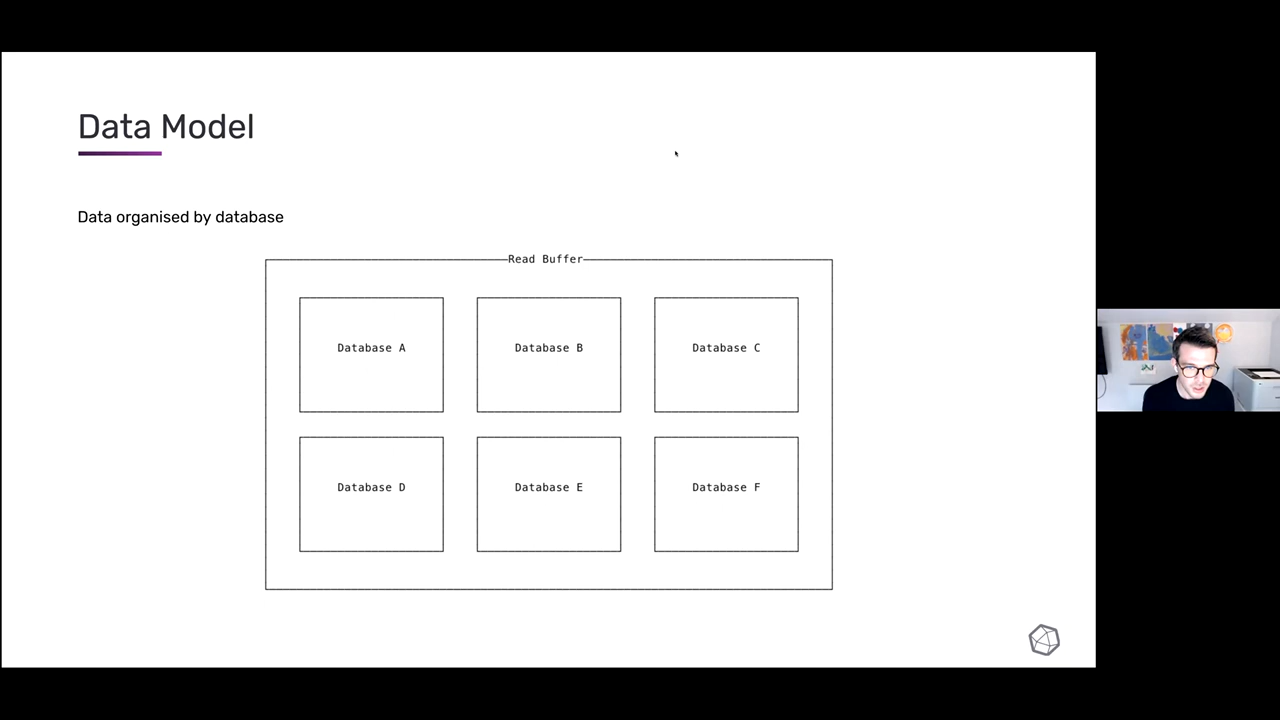 Data Model
Data organised by database
Read Buffer
Database A
Database B
Database C
Database D
Database E
Database F